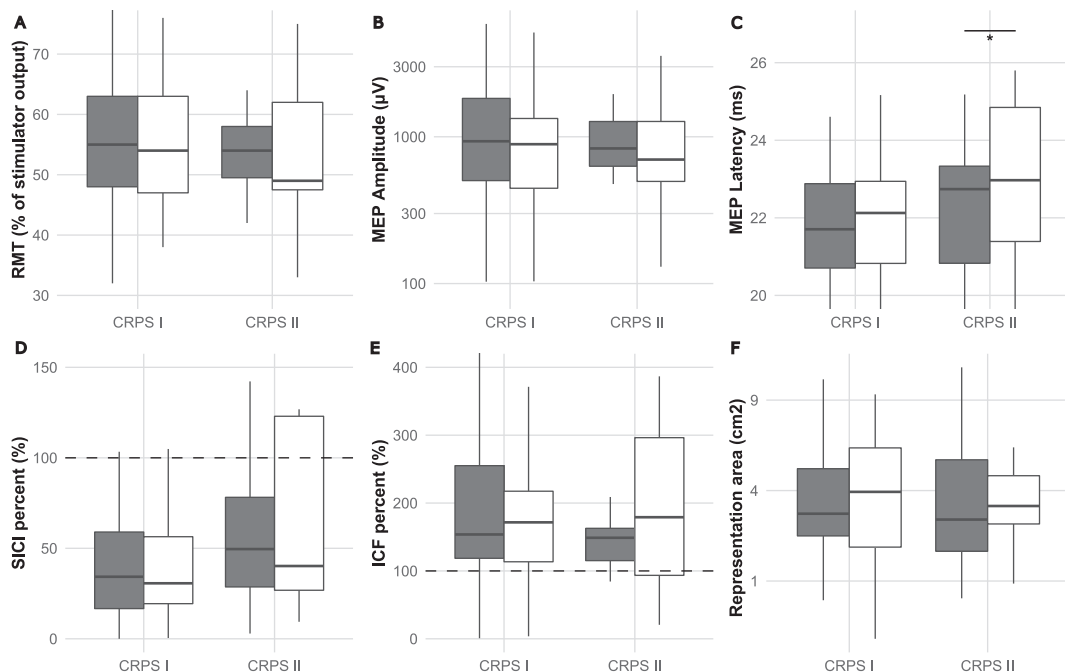 A
RMT (% of stimulator output)
70
60
50
40
30
CRPS I
CRPS II
B
MEP Amplitude (µV)
3000
1000
300
100
CRPS I
CRPS II
C
MEP Latency (ms)
26
24
22
20
*
CRPS I
CRPS II
D
SICI percent (%)
150
100
50
0
CRPS I
CRPS II
E
ICF percent (%)
400
300
200
100
0
CRPS I
CRPS II
F
Representation area (cm2)
9
4
1
CRPS I
CRPS II